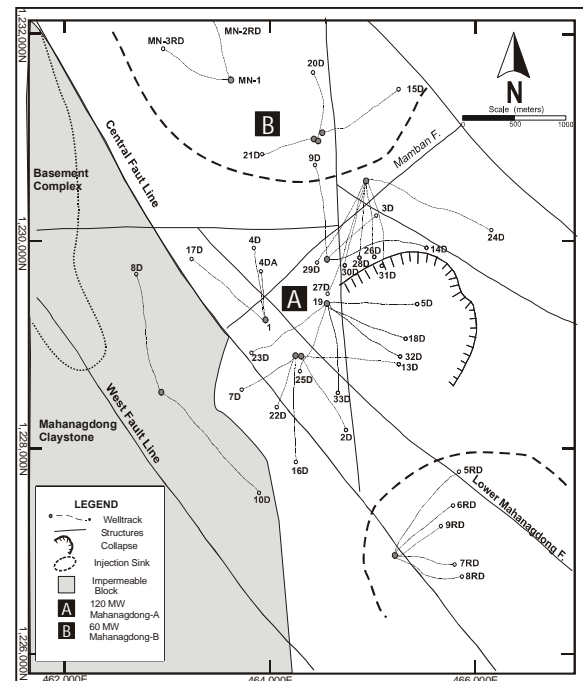 1,232,000N
MN-3RD
MN-2RD
MN-1
20D
15D
B
21D
9D
N
Scale (meters)
0
500
1000
Central Faut Line
Mamban F.
Basement
Complex
3D
24D
4D
17D
4DA
26D
14D
29D
28D
30D
31D
8D
1,230,000N
27D
A
19
5D
1
18D
23D
32D
13D
25D
7D
22D
33D
2D
West Fault Line
Mahanagdong
Claystone
16D
10D
1,228,000N
5RD
Lower Mahanagdong F.
6RD
9RD
7RD
8RD
LEGEND
Welltrack
Structures
Collapse
Injection Sink
Impermeable
Block
A
120 MW
Mahanagdong-A
B
60 MW
Mahanagdong-B
1,226,000N
462,000E
464,000E
466,000E